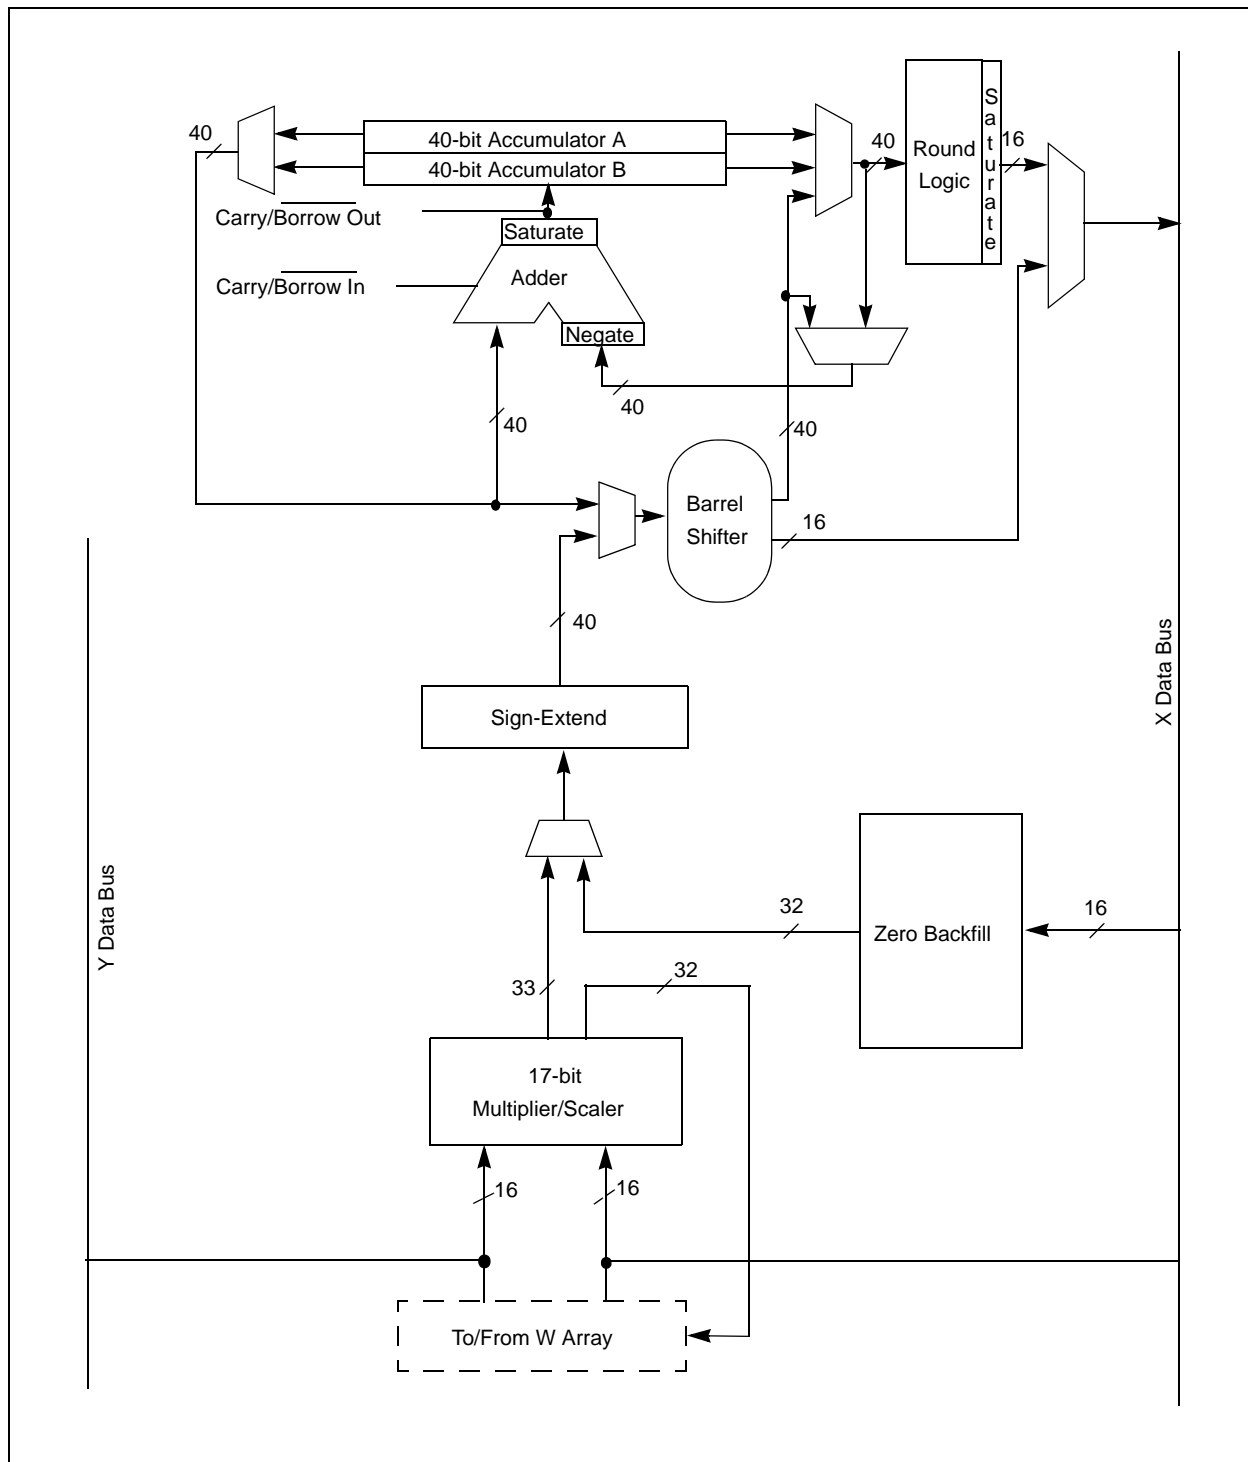 40
40-bit Accumulator A
40-bit Accumulator B
Carry/Borrow Out
Saturate
Carry/Borrow In
Adder
Negate
40
40
40
Round
Logic
Saturate
16
40
40
Barrel
Shifter
16
40
Sign-Extend
X Data Bus
Y Data Bus
32
Zero Backfill
16
33
32
17-bit
Multiplier/Scaler
16
16
To/From W Array